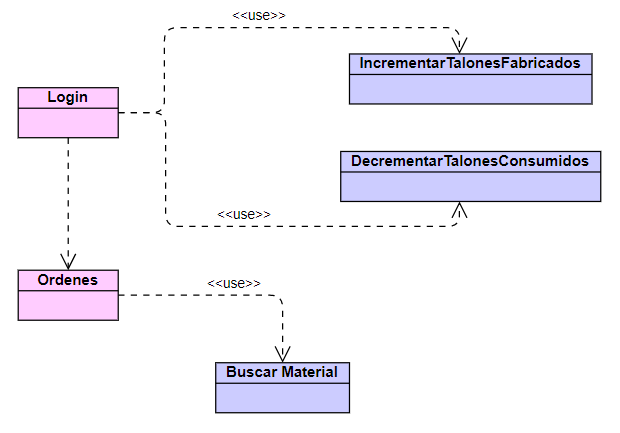 <<use>>
IncrementarTalonesFabricados
Login
DecrementarTalonesConsumidos
<<use>>
Ordenes
<<use>>
Buscar Material